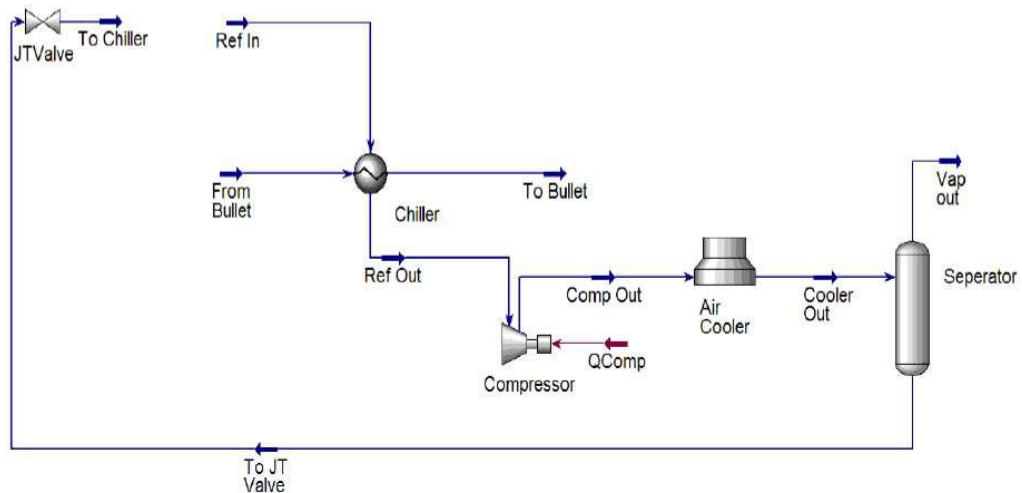 JTValve
To Chiller
Ref In
From
Bullet
Chiller
To Bullet
Ref Out
Comp Out
Air
Cooler
Cooler
Out
Vap
out
Seperator
Compressor
QComp
To JT
Valve